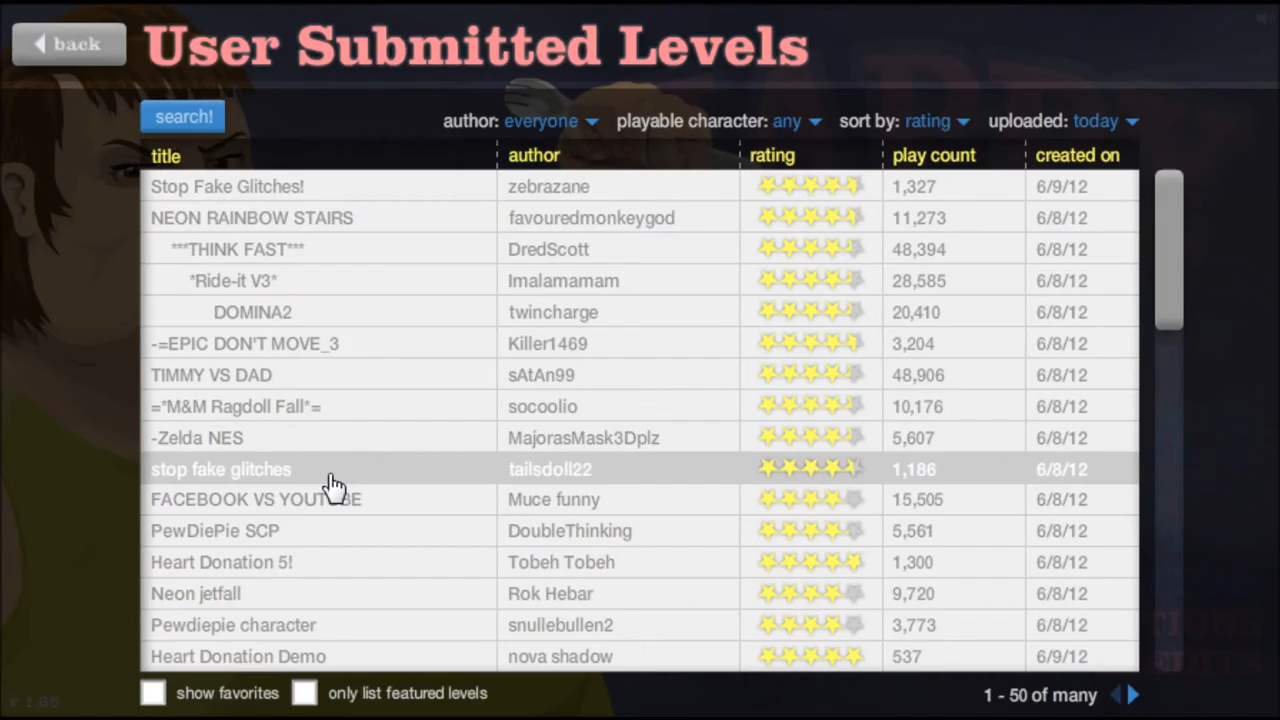 back
User Submitted Levels
search!
author: everyone playable character: any sort by: rating uploaded: today
title author rating play count created on
Stop Fake Glitches! zebrazane 1,327 6/9/12
NEON RAINBOW STAIRS favouredmonkeygod 11,273 6/8/12
***THINK FAST*** DredScott 48,394 6/8/12
*Ride-it V3* Imalamamam 28,585 6/8/12
DOMINA2 twincharge 20,410 6/8/12
-=EPIC DON'T MOVE_3 Killer1469 3,204 6/8/12
TIMMY VS DAD sAtAn99 48,906 6/8/12
=*M&M Ragdoll Fall*= socoolio 10,176 6/8/12
-Zelda NES MajorasMask3Dplz 5,607 6/8/12
stop fake glitches tailsdoll22 1,186 6/8/12
FACEBOOK VS YOUTUBE Muce funny 15,505 6/8/12
PewDiePie SCP DoubleThinking 5,561 6/8/12
Heart Donation 5! Tobeh Tobeh 1,300 6/8/12
Neon jetfall Rok Hebar 9,720 6/8/12
Pewdiepie character snullebullen2 3,773 6/8/12
Heart Donation Demo nova shadow 537 6/9/12
show favorites only list featured levels 1 - 50 of many